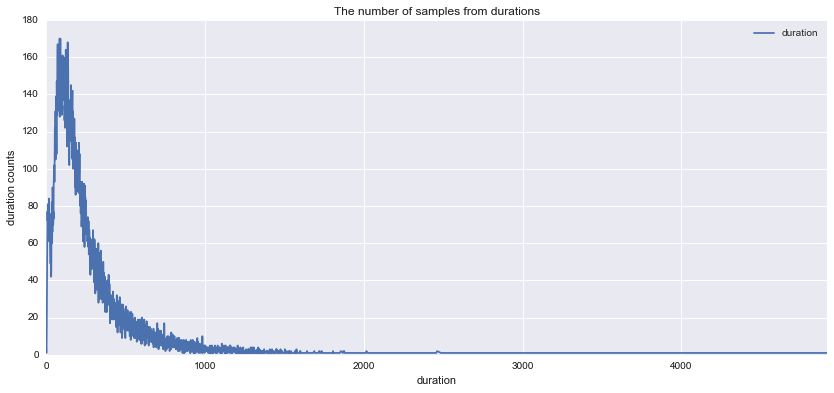 The number of samples from durations
duration
180
160
140
120
100
80
60
40
20
0
duration counts
0 1000 2000 3000 4000
duration